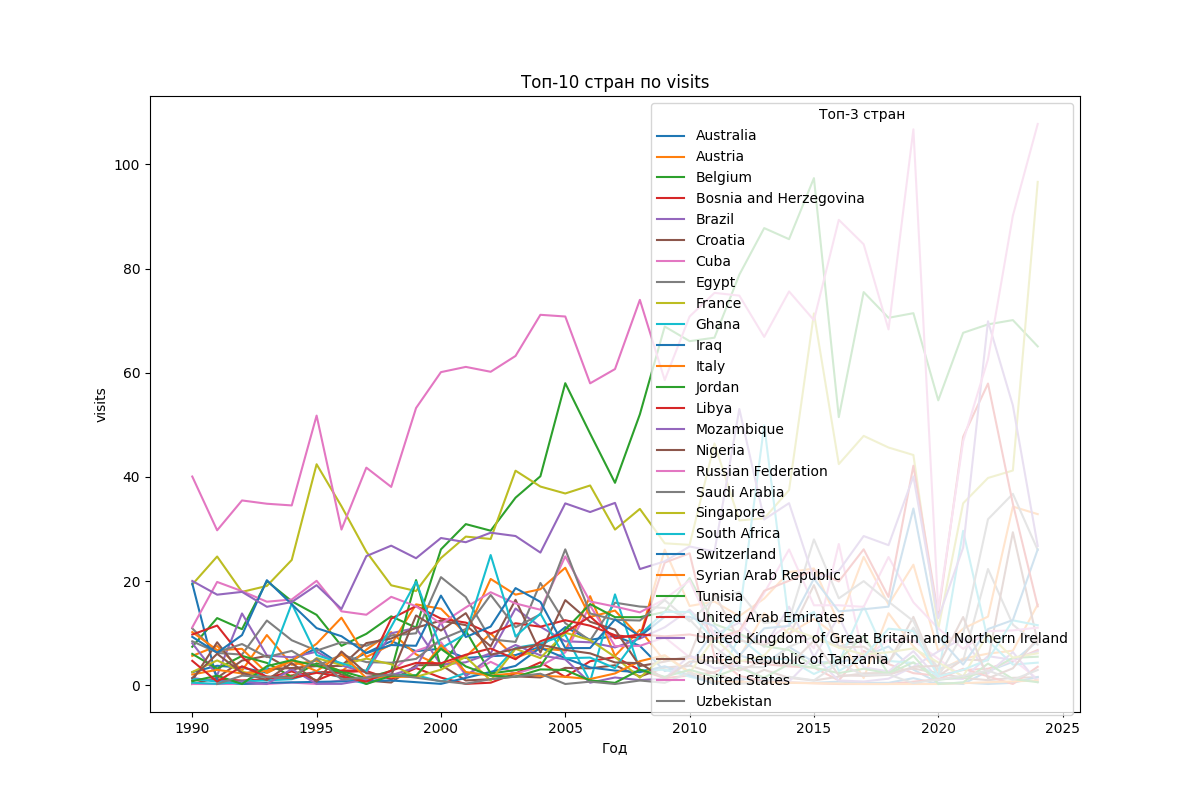 Топ-10 стран по visits
Топ-3 стран
Australia
Austria
Belgium
Bosnia and Herzegovina
Brazil
Croatia
Cuba
Egypt
France
Ghana
Iraq
Italy
Jordan
Libya
Mozambique
Nigeria
Russian Federation
Saudi Arabia
Singapore
South Africa
Switzerland
Syrian Arab Republic
Tunisia
United Arab Emirates
United Kingdom of Great Britain and Northern Ireland
United Republic of Tanzania
United States
Uzbekistan
visits
100
80
60
40
20
0
1990 1995 2000 2005 2010 2015 2020 2025
Год